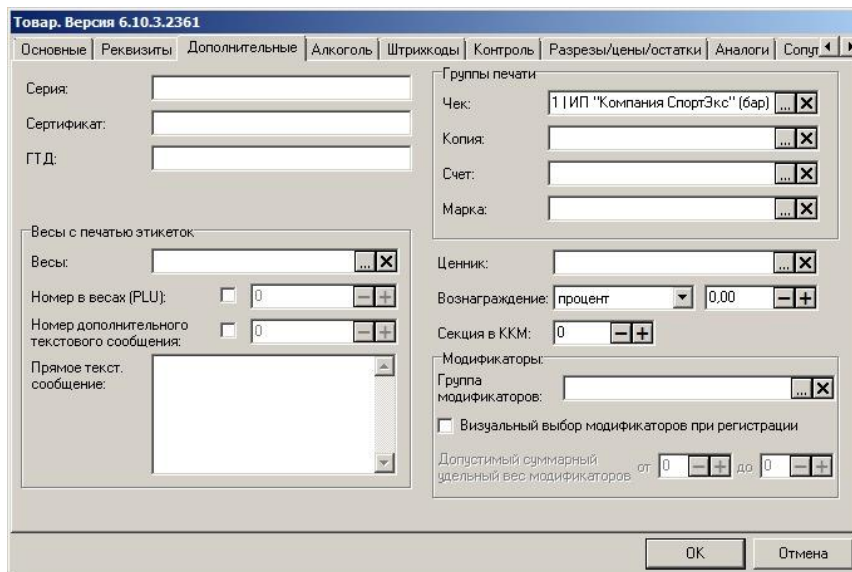 Товар. Версия 6.10.3.2361
Основные Реквизиты Дополнительные Алкоголь Штрихкоды Контроль Разрезы/цены/остатки Аналоги Сопут
Серия:
Сертификат:
ГТД:
Весы с печатью этикеток
Весы: ...
Номер в весах (PLU): 0
Номер дополнительного
текстового сообщения: 0
Прямое текст.
сообщение:
Группы печати
Чек: 1 | ИП "Компания СпортЭкс" (бар) ...
Копия: ...
Счет: ...
Марка: ...
Ценник: ...
Вознаграждение: процент 0,00
Секция в ККМ: 0
Модификаторы:
Группа
модификаторов: ...
Визуальный выбор модификаторов при регистрации
Допустимый суммарный
удельный вес модификаторов от 0 до 0
OK Отмена